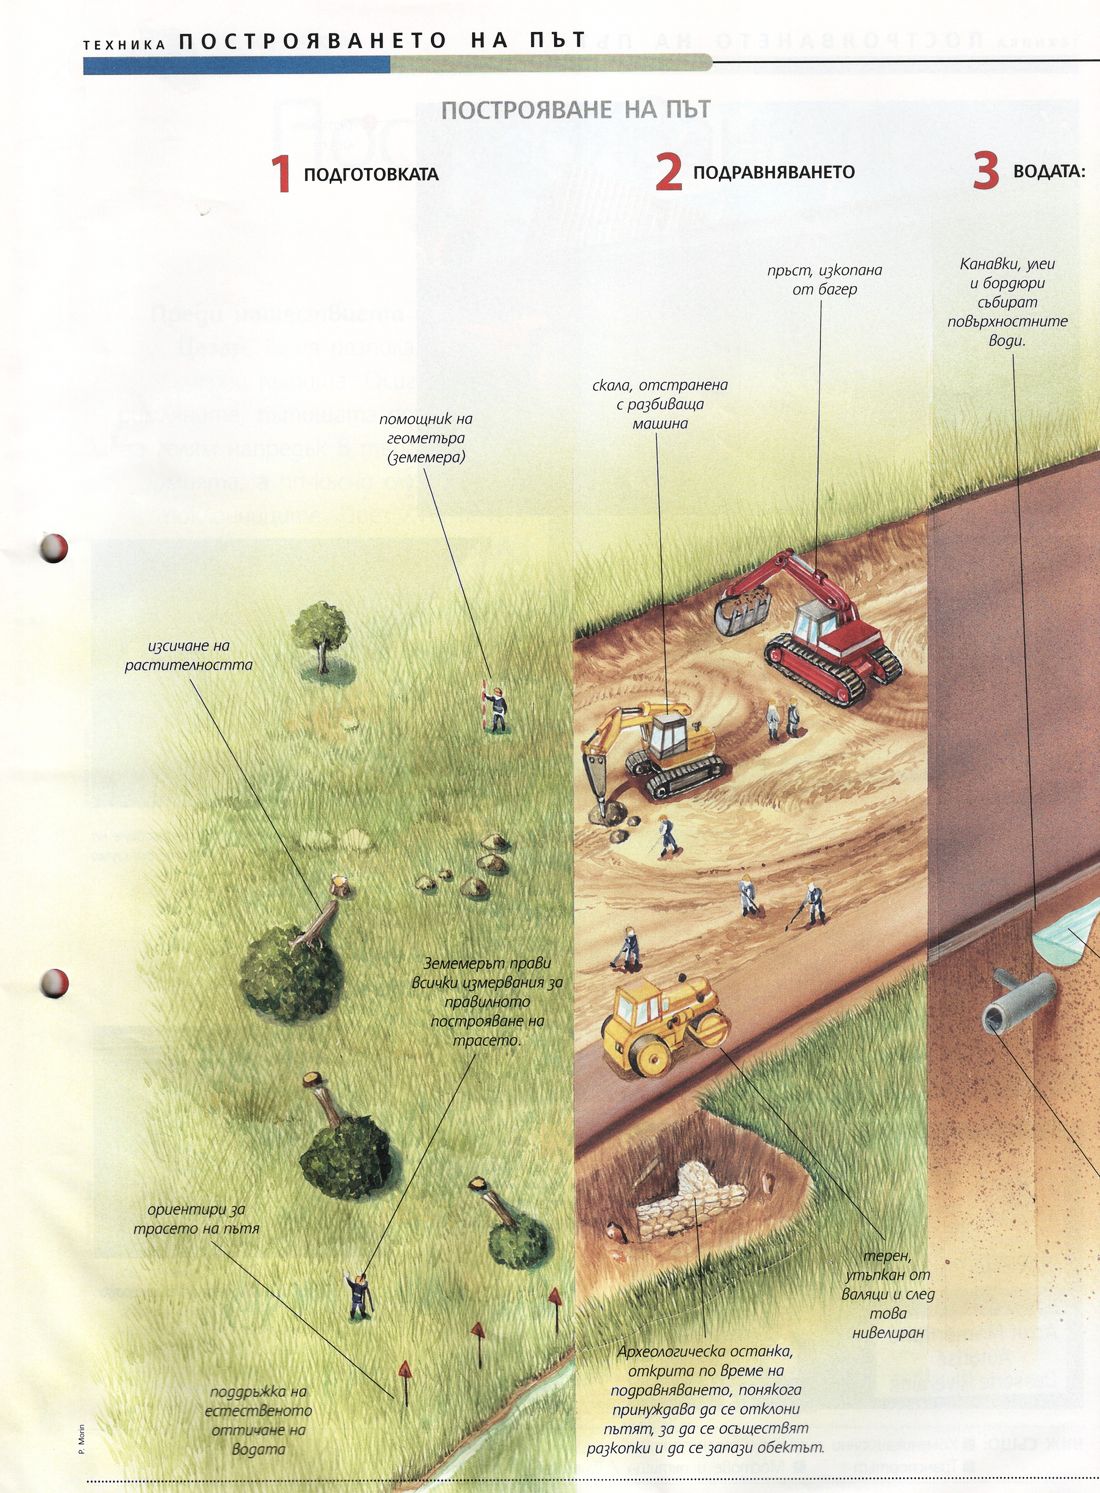 ТЕХНИКА ПОСТРОЯВАНЕТО НА ПЪТ
ПОСТРОЯВАНЕ НА ПЪТ
1 ПОДГОТОВКАТА
2 ПОДРАВНЯВАНЕТО
3 ВОДАТА:
Канавки, улеи
и бордюри
събират
повърхностните
води.
пръст, изкопана
от багер
скала, отстранена
с разбиваща
машина
помощник на
геометъра
(земемера)
изсичане на
растителността
Земемерът прави
всички измервания за
правилното
построяване на
трасето.
ориентири за
трасето на пътя
поддръжка на
естественото
оттичане на
водата
терен,
утъпкан от
валяци и след
това
нивелиран
Археологическа останка,
открита по време на
подравняването, понякога
принуждава да се отклони
пътят, за да се осъществят
разкопки и да се запази обектът.
P. Morin